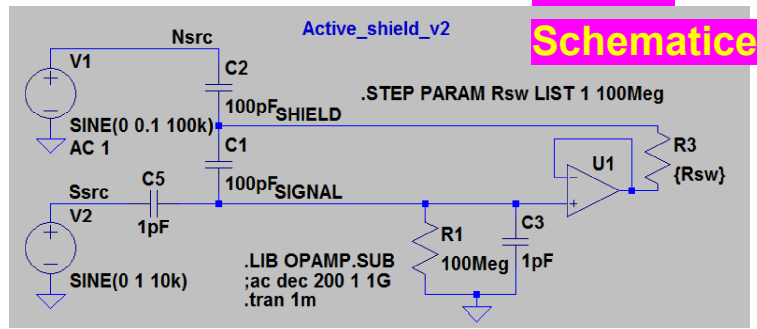 Active_shield_v2
Schematice
Nsrc
V1
C2
100pF
SHIELD
.STEP PARAM Rsw LIST 1 100Meg
SINE(0 0.1 100k)
AC 1
C1
100pF
SIGNAL
R3
{Rsw}
U1
Ssrc
V2
C5
1pF
SINE(0 1 10k)
R1
100Meg
C3
1pF
.LIB OPAMP.SUB
;ac dec 200 1 1G
.tran 1m